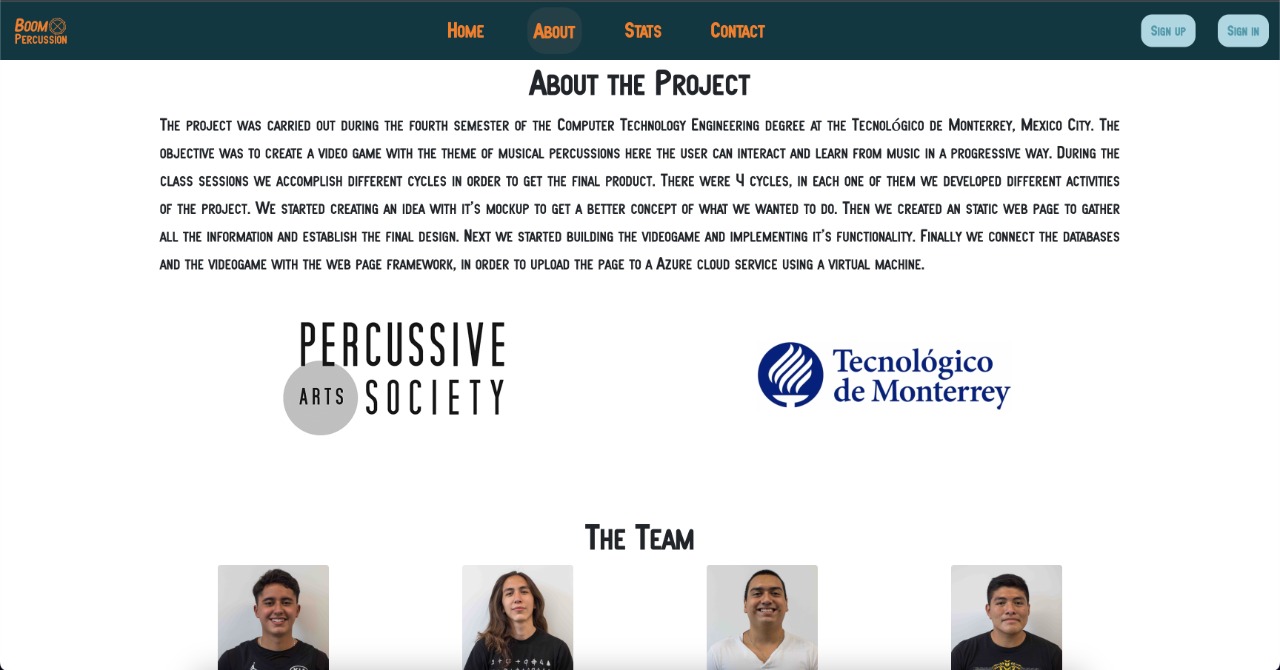 Boom
Percussion
Home
About
Stats
Contact
Sign up
Sign in
About the Project
The project was carried out during the fourth semester of the Computer Technology Engineering degree at the Tecnológico de Monterrey, Mexico City. The
objective was to create a video game with the theme of musical percussions here the user can interact and learn from music in a progressive way. During the
class sessions we accomplish different cycles in order to get the final product. There were 4 cycles, in each one of them we developed different activities
of the project. We started creating an idea with it's mockup to get a better concept of what we wanted to do. Then we created an static web page to gather
all the information and establish the final design. Next we started building the videogame and implementing it's functionality. Finally we connect the databases
and the videogame with the web page framework, in order to upload the page to a Azure cloud service using a virtual machine.
PERCUSSIVE
ARTS SOCIETY
Tecnológico
de Monterrey
The Team